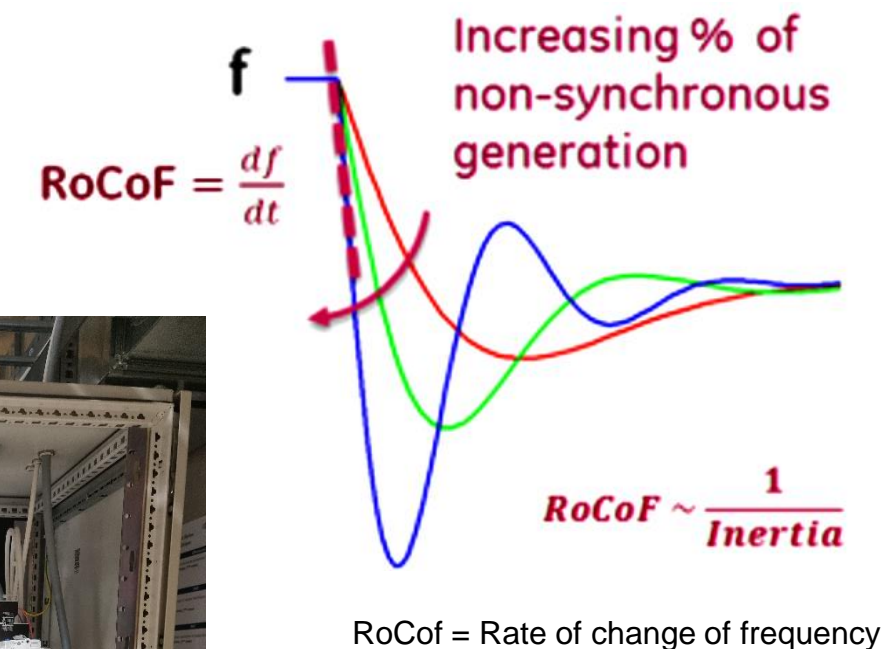 Increasing % of
non-synchronous
generation
f
RoCoF = df/dt
RoCoF ~ 1/Inertia
RoCof = Rate of change of frequency